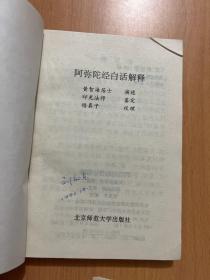 阿弥陀经白话解释
黄智海居士 演述
印光法师 鉴定
杨嘉予 校理
北京师范大学出版社